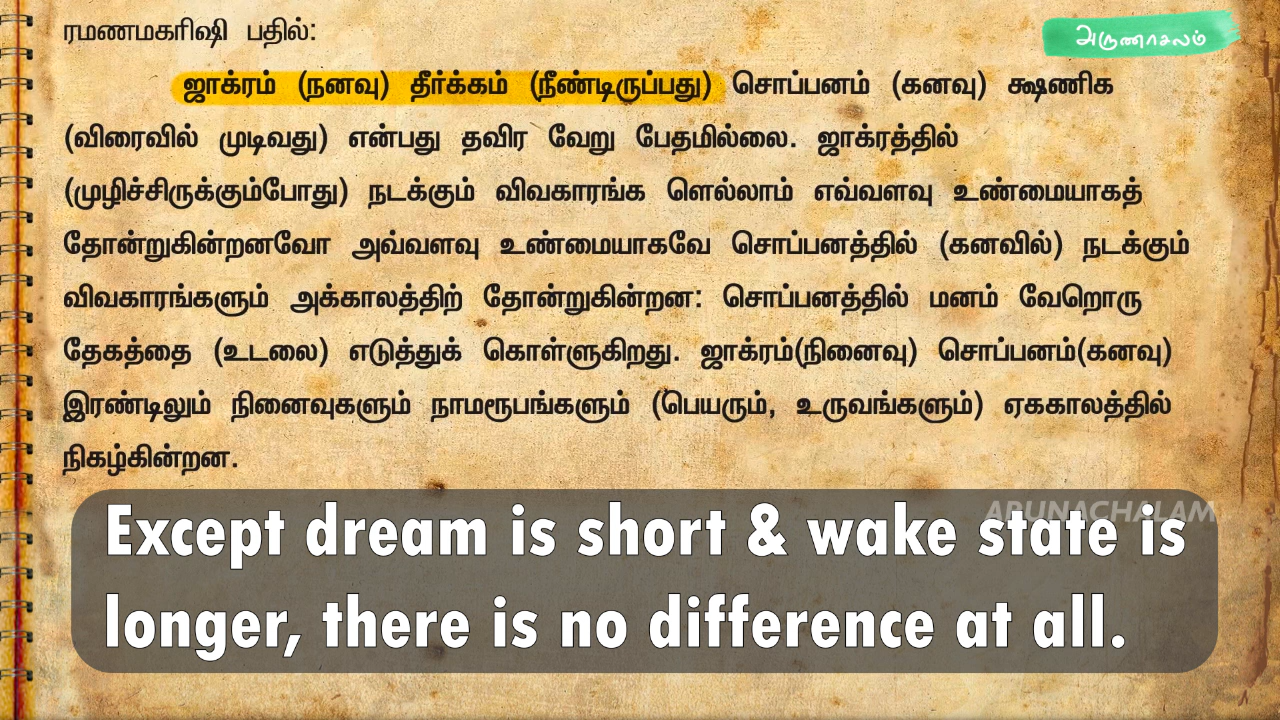 ரமணமகரிஷி பதில்:
அருணாசலம்
ஜாக்ரம் (நனவு) தீர்க்கம் (நீண்டிருப்பது) சொப்பனம் (கனவு) க்ஷணிக
(விரைவில் முடிவது) என்பது தவிர வேறு பேதமில்லை. ஜாக்ரத்தில்
(முழிச்சிருக்கும்போது) நடக்கும் விவகாரங்க ளெல்லாம் எவ்வளவு உண்மையாகத்
தோன்றுகின்றனவோ அவ்வளவு உண்மையாகவே சொப்பனத்தில் (கனவில்) நடக்கும்
விவகாரங்களும் அக்காலத்திற் தோன்றுகின்றன: சொப்பனத்தில் மனம் வேறொரு
தேகத்தை (உடலை) எடுத்துக் கொள்ளுகிறது. ஜாக்ரம்(நினைவு) சொப்பனம்(கனவு)
இரண்டிலும் நினைவுகளும் நாமரூபங்களும் (பெயரும், உருவங்களும்) ஏககாலத்தில்
நிகழ்கின்றன.
ARUNACHALAM
Except dream is short & wake state is
longer, there is no difference at all.